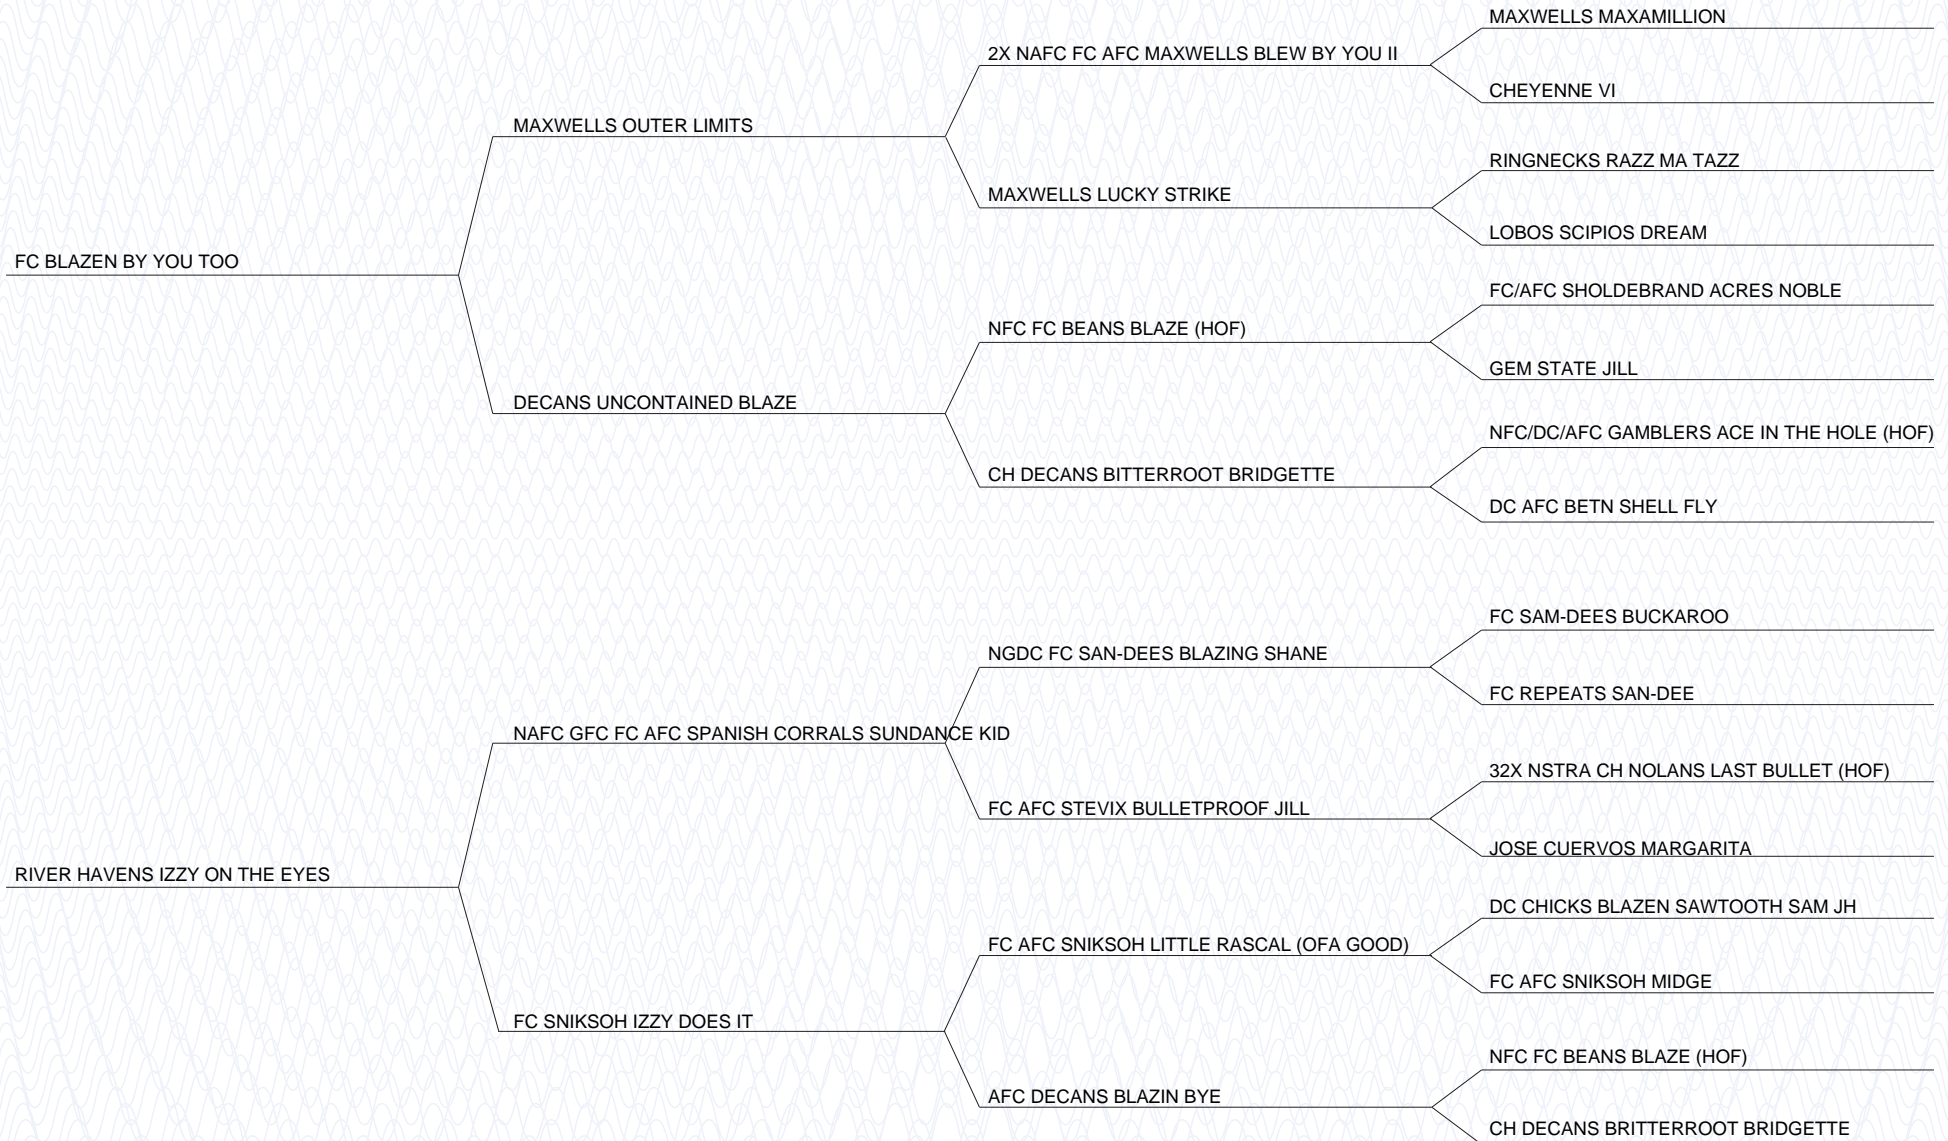 MAXWELLS MAXAMILLION
2X NAFC FC AFC MAXWELLS BLEW BY YOU II
CHEYENNE VI
MAXWELLS OUTER LIMITS
RINGNECKS RAZZ MA TAZZ
MAXWELLS LUCKY STRIKE
LOBOS SCIPIOS DREAM
FC BLAZEN BY YOU TOO
FC/AFC SHOLDEBRAND ACRES NOBLE
NFC FC BEANS BLAZE (HOF)
GEM STATE JILL
DECANS UNCONTAINED BLAZE
NFC/DC/AFC GAMBLERS ACE IN THE HOLE (HOF)
CH DECANS BITTERROOT BRIDGETTE
DC AFC BETN SHELL FLY
FC SAM-DEES BUCKAROO
NGDC FC SAN-DEES BLAZING SHANE
FC REPEATS SAN-DEE
NAFC GFC FC AFC SPANISH CORRALS SUNDANCE KID
32X NSTRA CH NOLANS LAST BULLET (HOF)
FC AFC STEVIX BULLETPROOF JILL
JOSE CUERVOS MARGARITA
RIVER HAVENS IZZY ON THE EYES
DC CHICKS BLAZEN SAWTOOTH SAM JH
FC AFC SNIKSOH LITTLE RASCAL (OFA GOOD)
FC AFC SNIKSOH MIDGE
FC SNIKSOH IZZY DOES IT
NFC FC BEANS BLAZE (HOF)
AFC DECANS BLAZIN BYE
CH DECANS BRITTERROOT BRIDGETTE